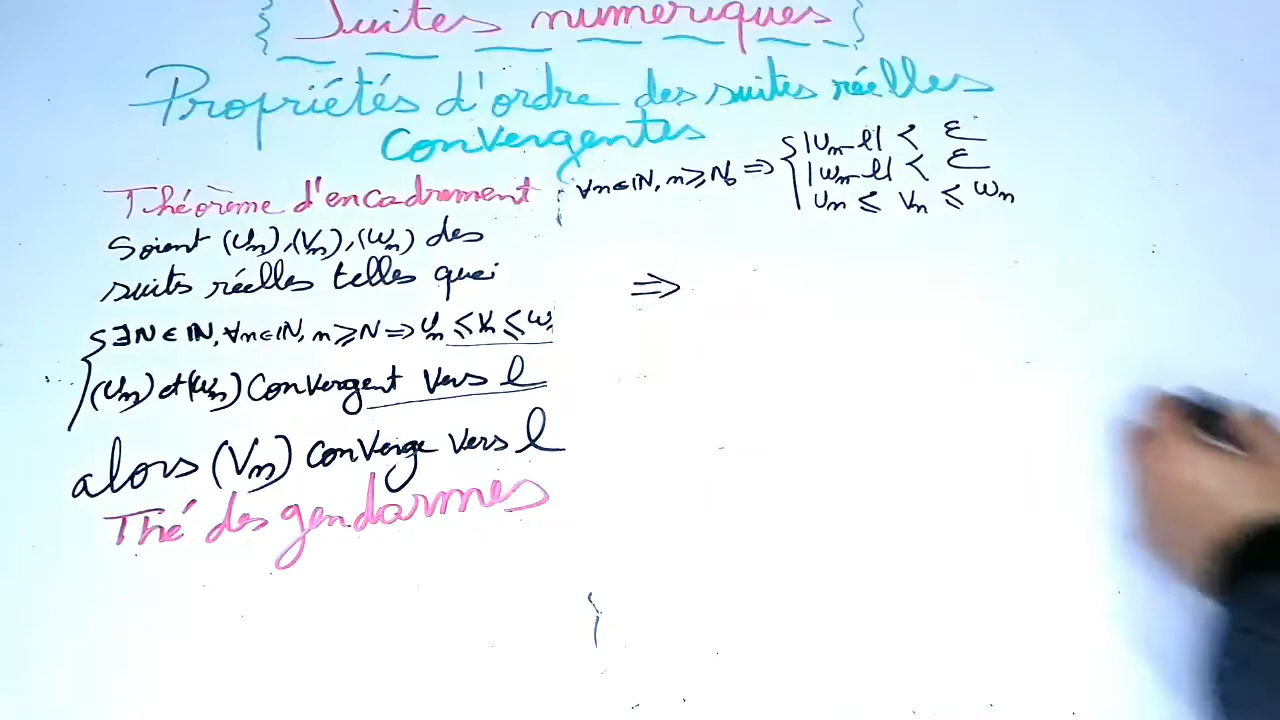 Suites numériques
Propriétés d'ordre des suites réelles
convergentes
Théorème d'encadrement
Soient (Un), (Vn), (Wn) des
suits réelles telles que:
{ ∃N ∈ ℕ, ∀n∈ℕ, n ≥ N ⇒ Un ≤ Vn ≤ Wn
(Un) et (Wn) convergent vers l
alors (Vn) converge vers l
Thé des gendarmes
∀n∈ℕ, n ≥ N₀ ⇒ { |Un - l| < ε
|Wn - l| < ε
Un ≤ Vn ≤ Wn
⇒